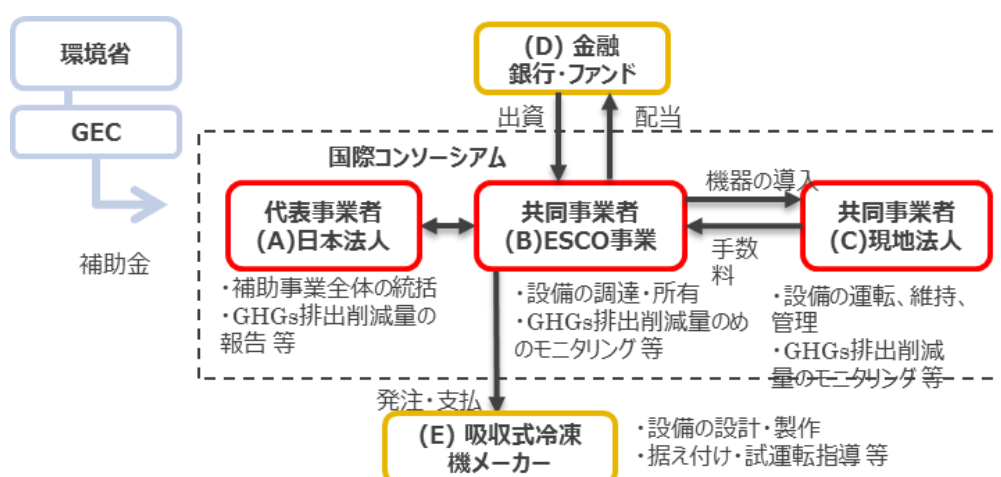 環境省
GEC
補助金
(D) 金融
銀行・ファンド
出資
配当
国際コンソーシアム
代表事業者
(A)日本法人
・補助事業全体の統括
・GHGs排出削減量の
報告 等
共同事業者
(B)ESCO事業
・設備の調達・所有
・GHGs排出削減量のめ
のモニタリング 等
機器の導入
手数
料
共同事業者
(C)現地法人
・設備の運転、維持、
管理
・GHGs排出削減
量のモニタリング 等
発注・支払
(E) 吸収式冷凍
機メーカー
・設備の設計・製作
・据え付け・試運転指導 等